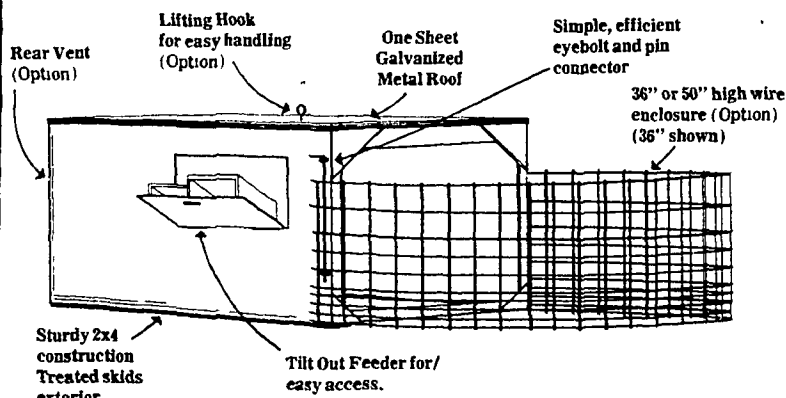 Lifting Hook
for easy handling
(Option)
Rear Vent
(Option)
One Sheet
Galvanized
Metal Roof
Simple, efficient
eyebolt and pin
connector
36” or 50” high wire
enclosure (Option)
(36” shown)
Sturdy 2x4
construction
Treated skids
exterior
Tilt Out Feeder for/
easy access.